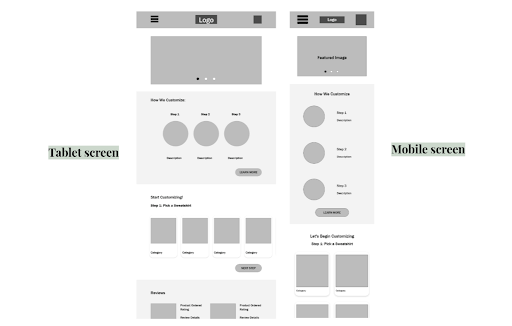 Tablet screen
Logo
How We Customize:
Step 1 Step 2 Step 3
Description Description Description
LEARN MORE
Start Customizing!
Step 1. Pick a Sweatshirt
Category Category Category Category
NEXT STEP
Reviews
Product Ordered Product Ordered
Rating Rating
Review Details Review Details
Mobile screen
Logo
Featured Image
How We Customize
Step 1
Description
Step 2
Description
Step 3
Description
LEARN MORE
Let's Begin Customizing
Step 1. Pick a Sweatshirt
Category Category